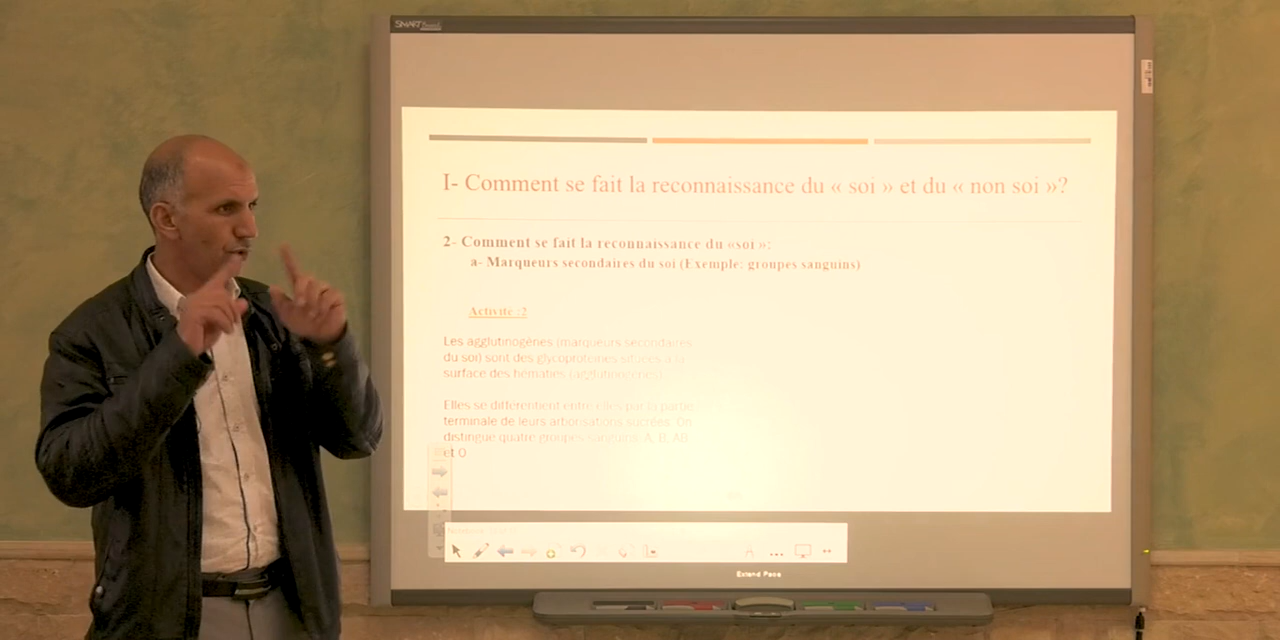 SMART Board
I- Comment se fait la reconnaissance du « soi » et du « non soi »?
2- Comment se fait la reconnaissance du «soi »:
a- Marqueurs secondaires du soi (Exemple: groupes sanguins)
Activité :2
Les agglutinogènes (marqueurs secondaires
du soi) sont des glycoprotéines situées à la
surface des hématies (agglutinogènes)
Elles se différentient entre elles par la partie
terminale de leurs arborisations sucrées. On
distingue quatre groupes sanguins A, B, AB
et O
Extend Page